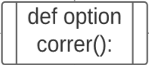 def option
correr():